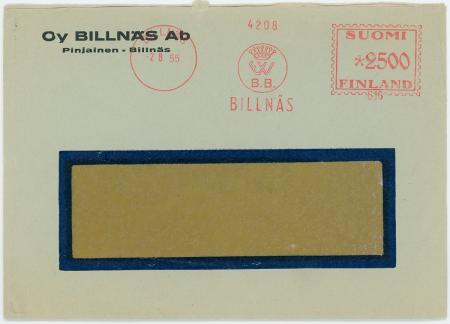 Oy BILLNÄS Ab
Pinjainen - Billnäs
-2 8 55
4208
W
B.B.
BILLNÄS
SUOMI
*2500
FINLAND